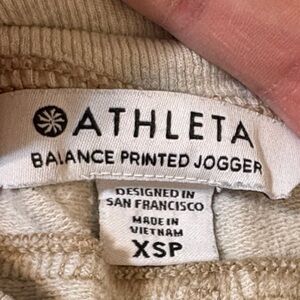 ATHLETA
BALANCE PRINTED JOGGER
DESIGNED IN
SAN FRANCISCO
MADE IN
VIETNAM
XSP